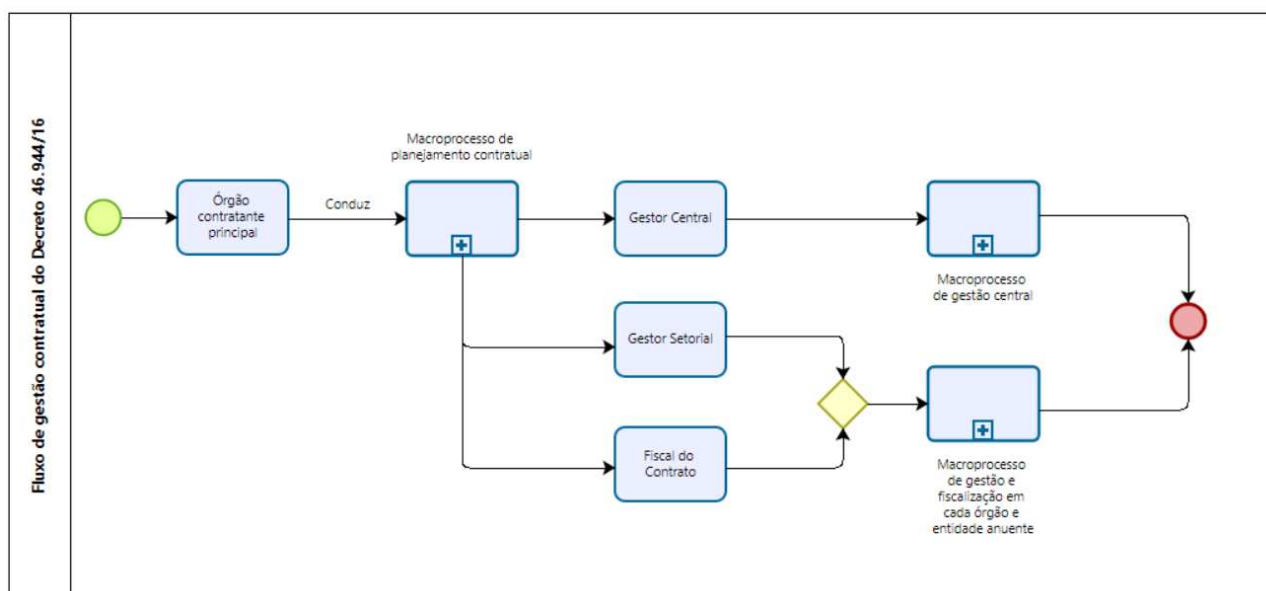 Fluxo de gestão contratual do Decreto 46.944/16
Órgão
contratante
principal
Conduz
Macroprocesso de
planejamento contratual
Gestor Central
Macroprocesso
de gestão central
Gestor Setorial
Fiscal do
Contrato
Macroprocesso
de gestão e
fiscalização em
cada órgão e
entidade anuente